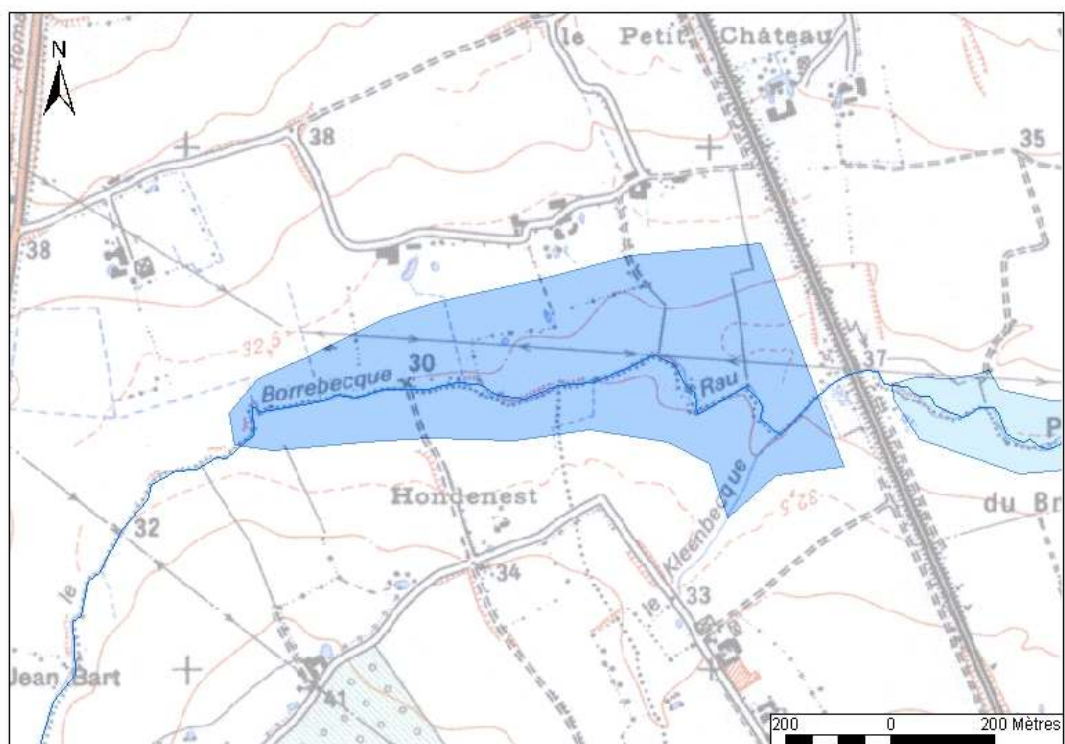 le Petit Château
N
38
35
38
32,5
37
Borrebecque
30
Rau
P
Hondenest
Kleenbecque
32,5
du Br
32
le
34
le
33
Jean Bart
41
200 0 200 Mètres